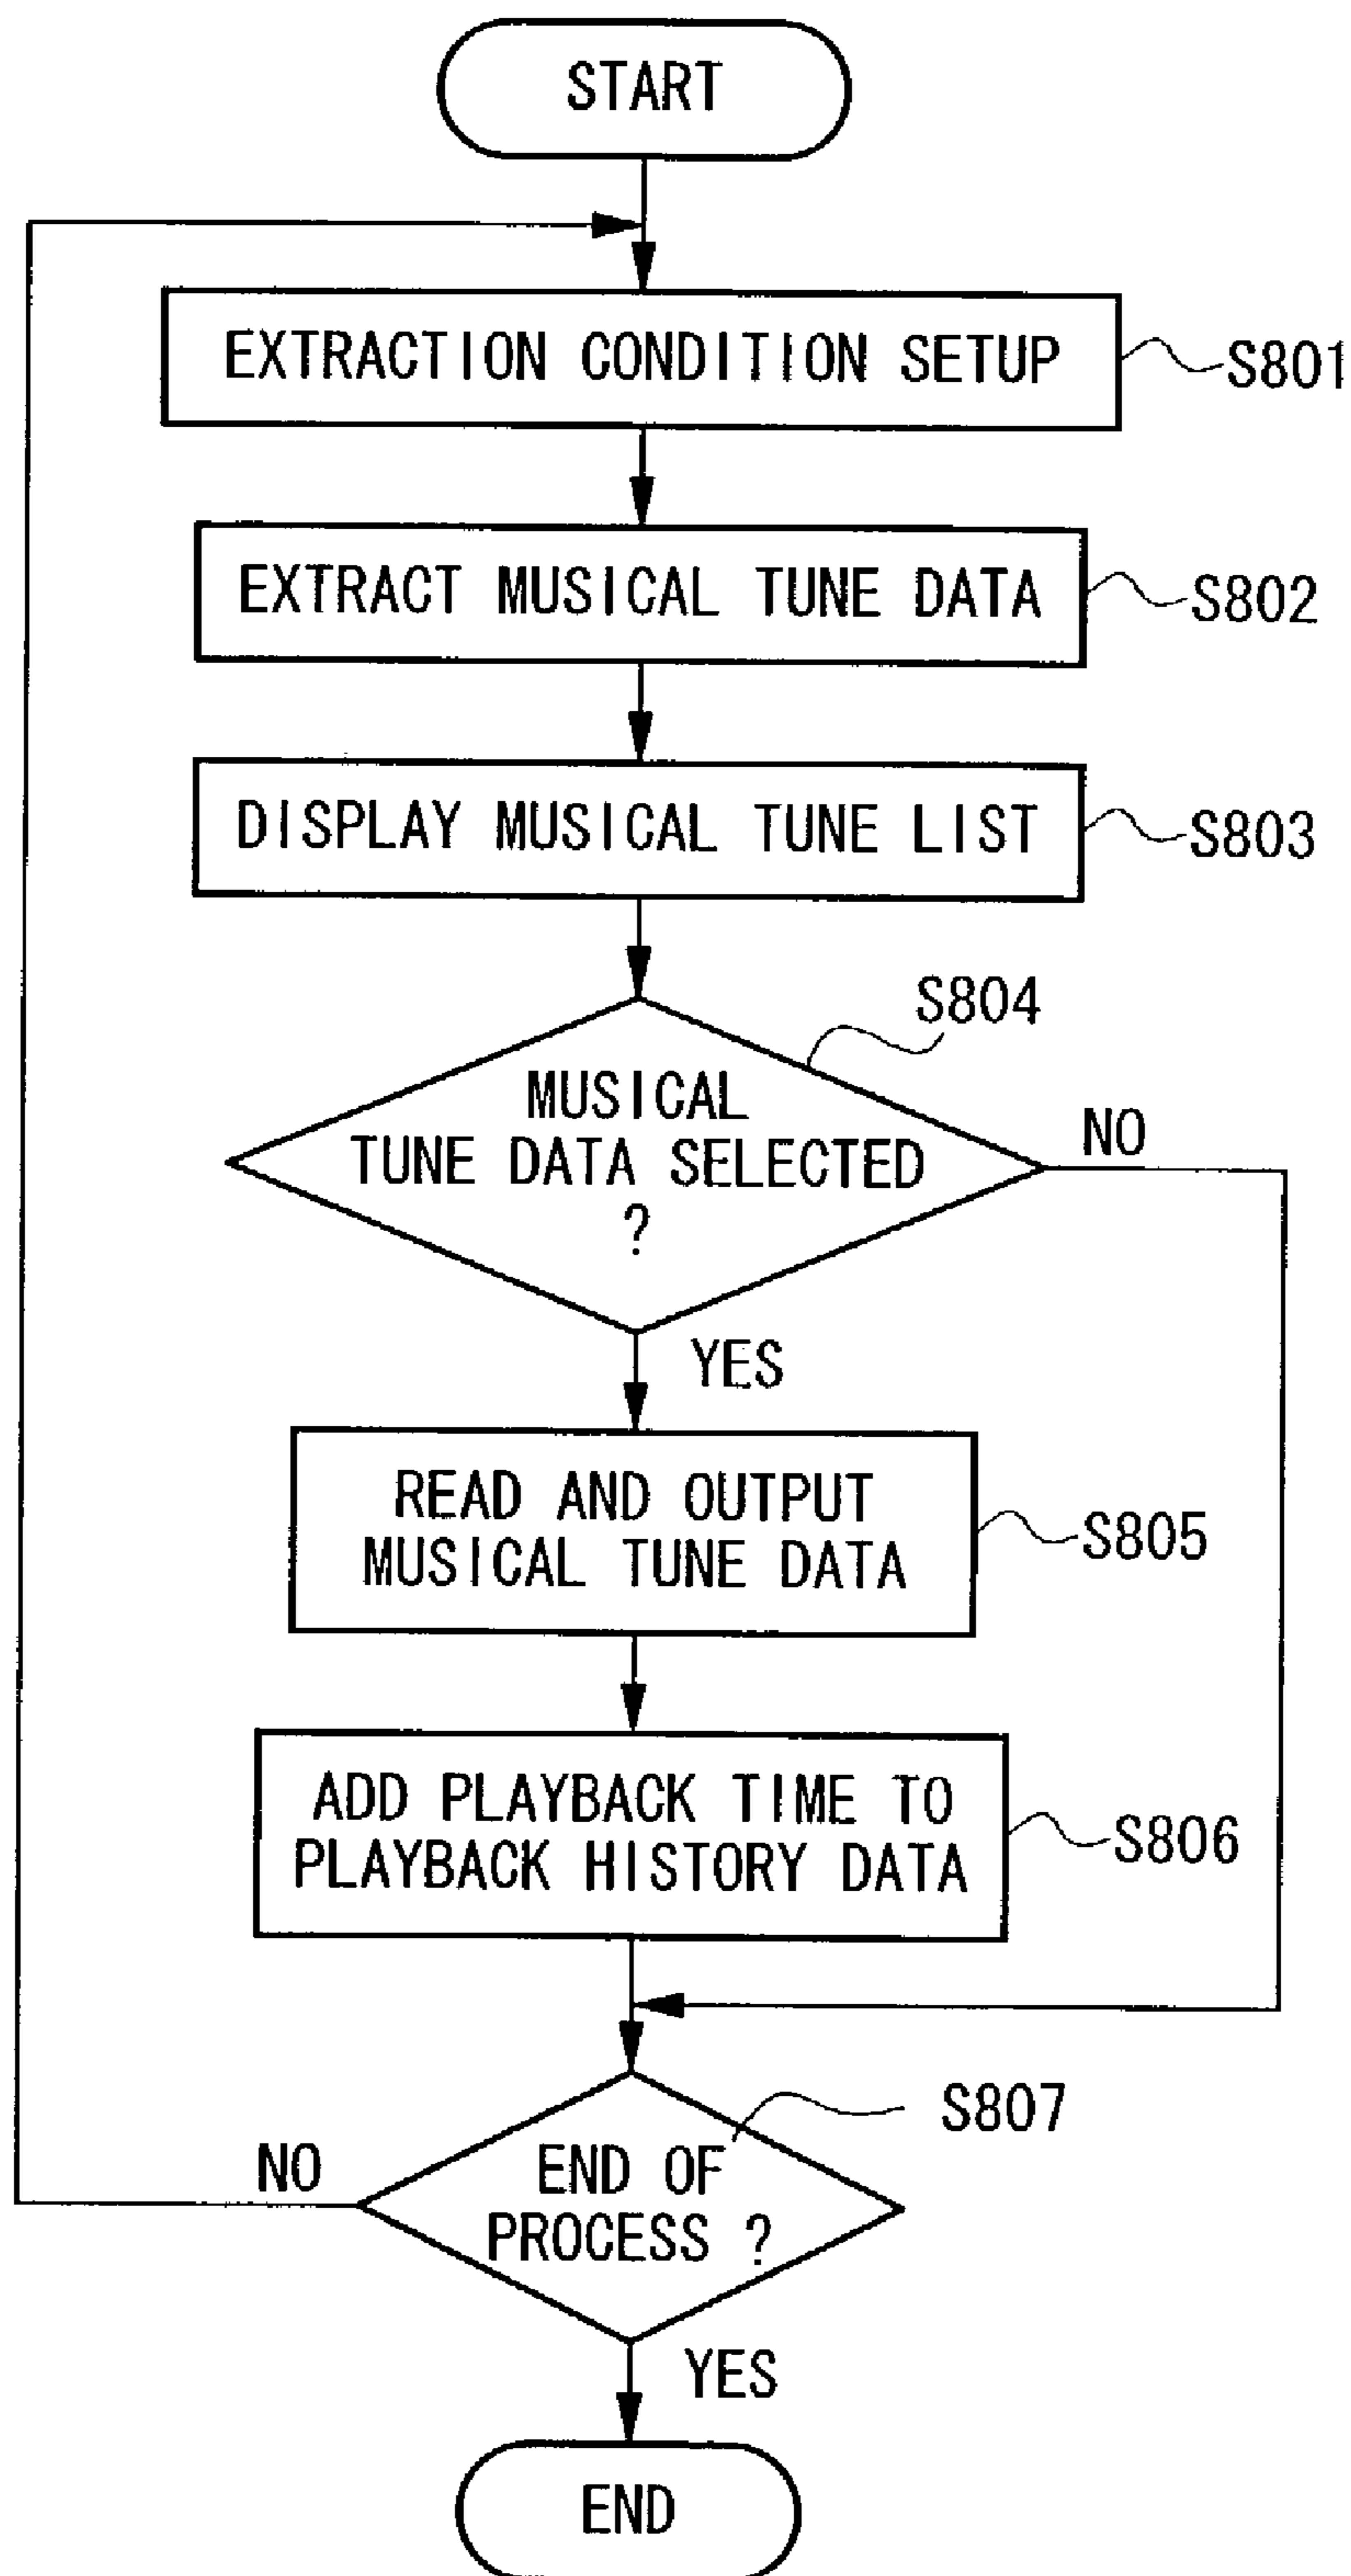 START
EXTRACTION CONDITION SETUP
S801
EXTRACT MUSICAL TUNE DATA
S802
DISPLAY MUSICAL TUNE LIST
S803
S804
MUSICAL
TUNE DATA SELECTED
?
NO
YES
READ AND OUTPUT
MUSICAL TUNE DATA
S805
ADD PLAYBACK TIME TO
PLAYBACK HISTORY DATA
S806
S807
NO
END OF
PROCESS ?
YES
END